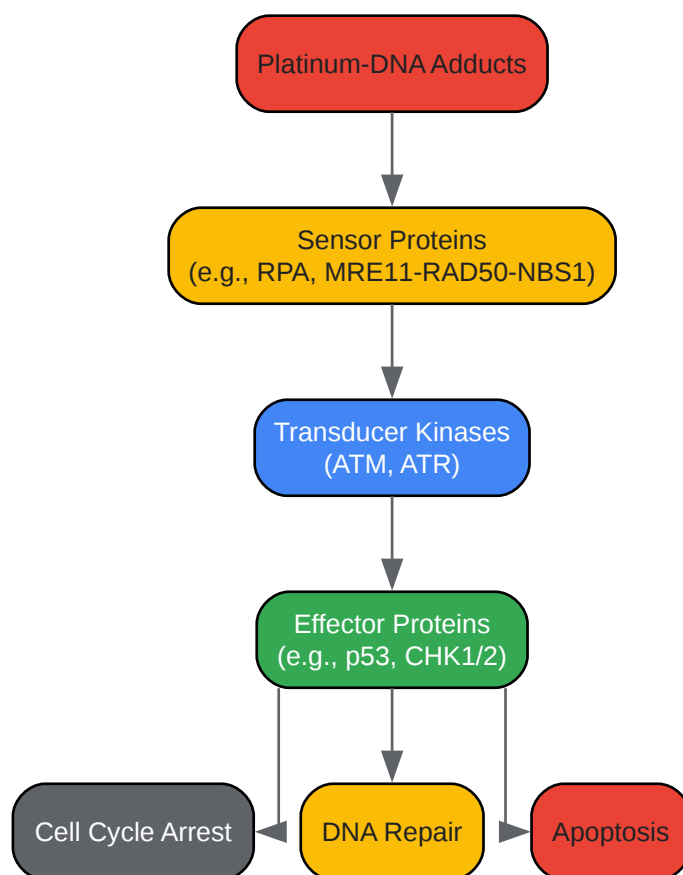 Platinum-DNA Adducts
Sensor Proteins
(e.g., RPA, MRE11-RAD50-NBS1)
Transducer Kinases
(ATM, ATR)
Effector Proteins
(e.g., p53, CHK1/2)
Cell Cycle Arrest
DNA Repair
Apoptosis